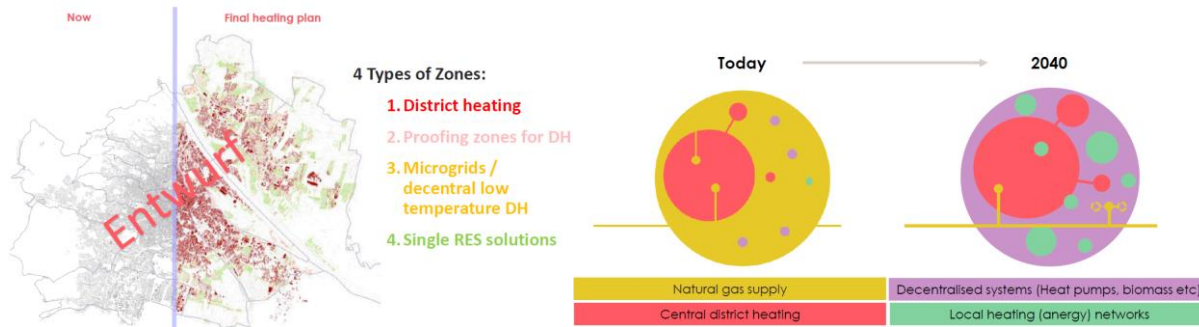 Now
Final heating plan
Entwurf
4 Types of Zones:
1. District heating
2. Proofing zones for DH
3. Microgrids /
decentral low
temperature DH
4. Single RES solutions
Today
2040
Natural gas supply
Decentralised systems (Heat pumps, biomass etc)
Central district heating
Local heating (anergy) networks